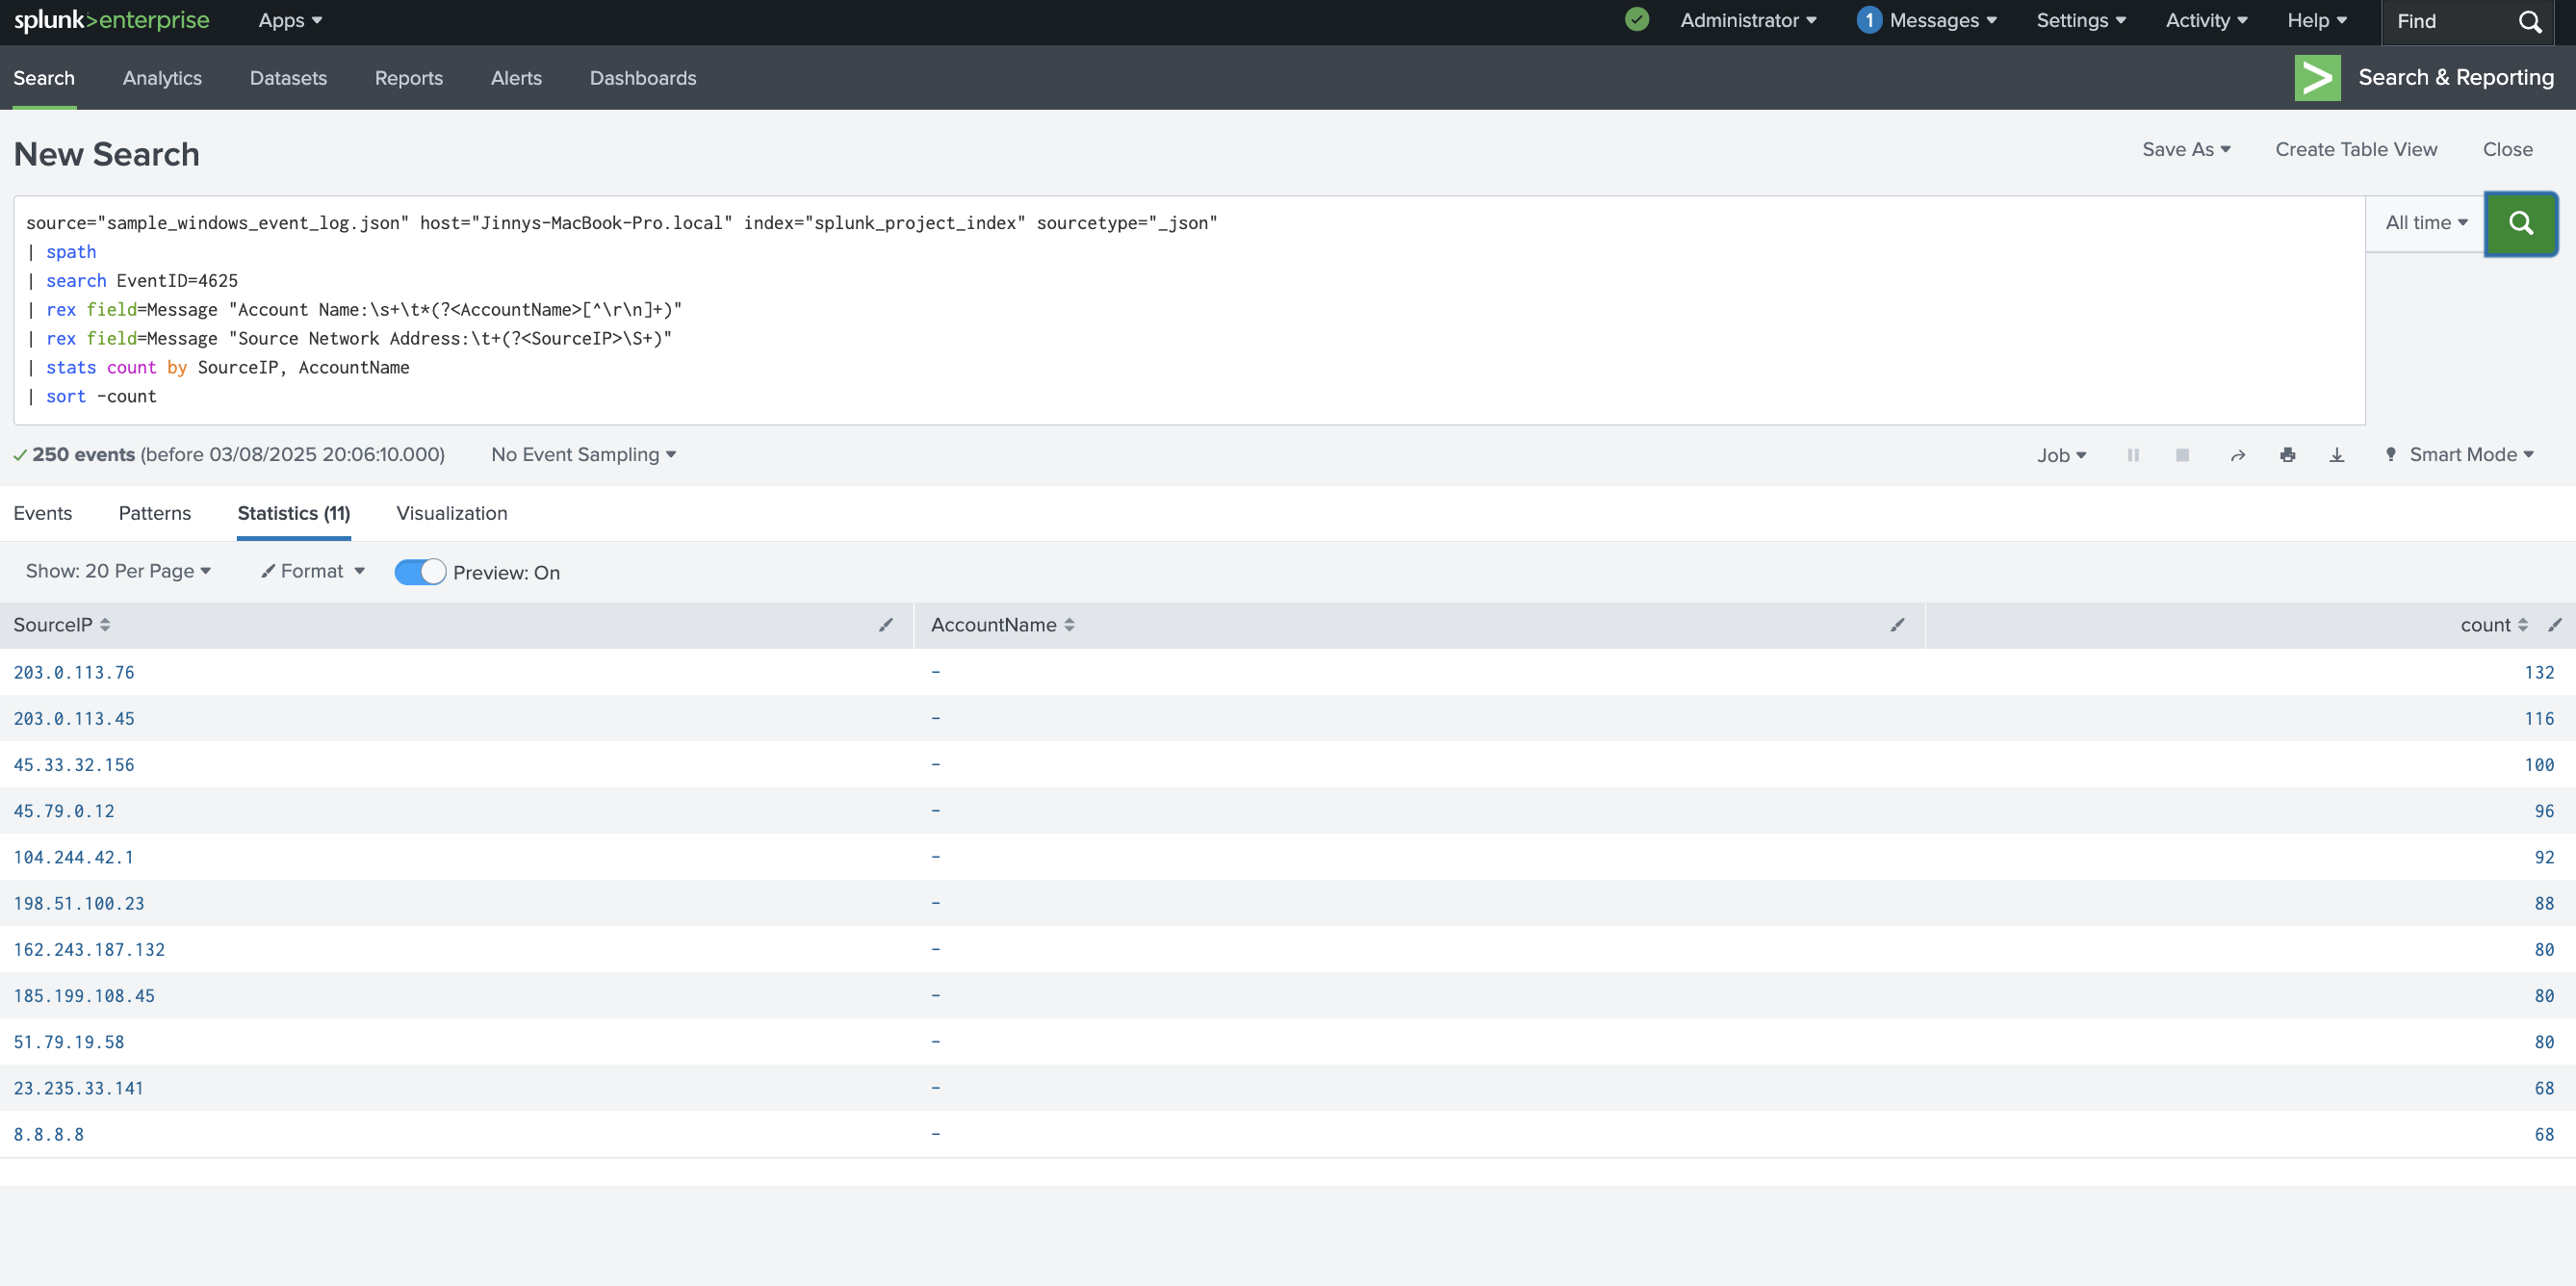 splunk>enterprise Apps Administrator 1 Messages Settings Activity Help Find
Search Analytics Datasets Reports Alerts Dashboards Search & Reporting
New Search Save As Create Table View Close
source="sample_windows_event_log.json" host="Jinnys-MacBook-Pro.local" index="splunk_project_index" sourcetype="_json" All time
| spath
| search EventID=4625
| rex field=Message "Account Name:\s+\t*(?<AccountName>[^\r\n]+)"
| rex field=Message "Source Network Address:\t+(?<SourceIP>\S+)"
| stats count by SourceIP, AccountName
| sort -count
250 events (before 03/08/2025 20:06:10.000) No Event Sampling Job Smart Mode
Events Patterns Statistics (11) Visualization
Show: 20 Per Page Format Preview: On
SourceIP AccountName count
203.0.113.76 - 132
203.0.113.45 - 116
45.33.32.156 - 100
45.79.0.12 - 96
104.244.42.1 - 92
198.51.100.23 - 88
162.243.187.132 - 80
185.199.108.45 - 80
51.79.19.58 - 80
23.235.33.141 - 68
8.8.8.8 - 68